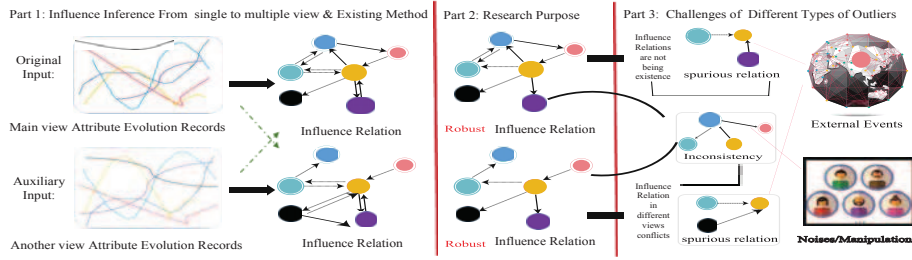 Part 1: Influence Inference From single to multiple view & Existing Method
Original
Input:
Main view Attribute Evolution Records
Influence Relation
Auxiliary
Input:
Another view Attribute Evolution Records
Influence Relation
Part 2: Research Purpose
Robust Influence Relation
Robust Influence Relation
Part 3: Challenges of Different Types of Outliers
Influence
Relations
are not
being
existence
spurious relation
External Events
Inconsistency
Influence
Relation
in
different
views
conflicts
spurious relation
Noises/Manipulation